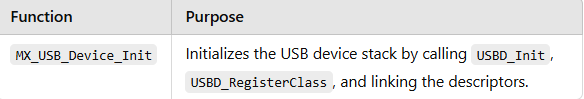 Function Purpose
MX_USB_Device_Init Initializes the USB device stack by calling USBD_Init,
USBD_RegisterClass, and linking the descriptors.